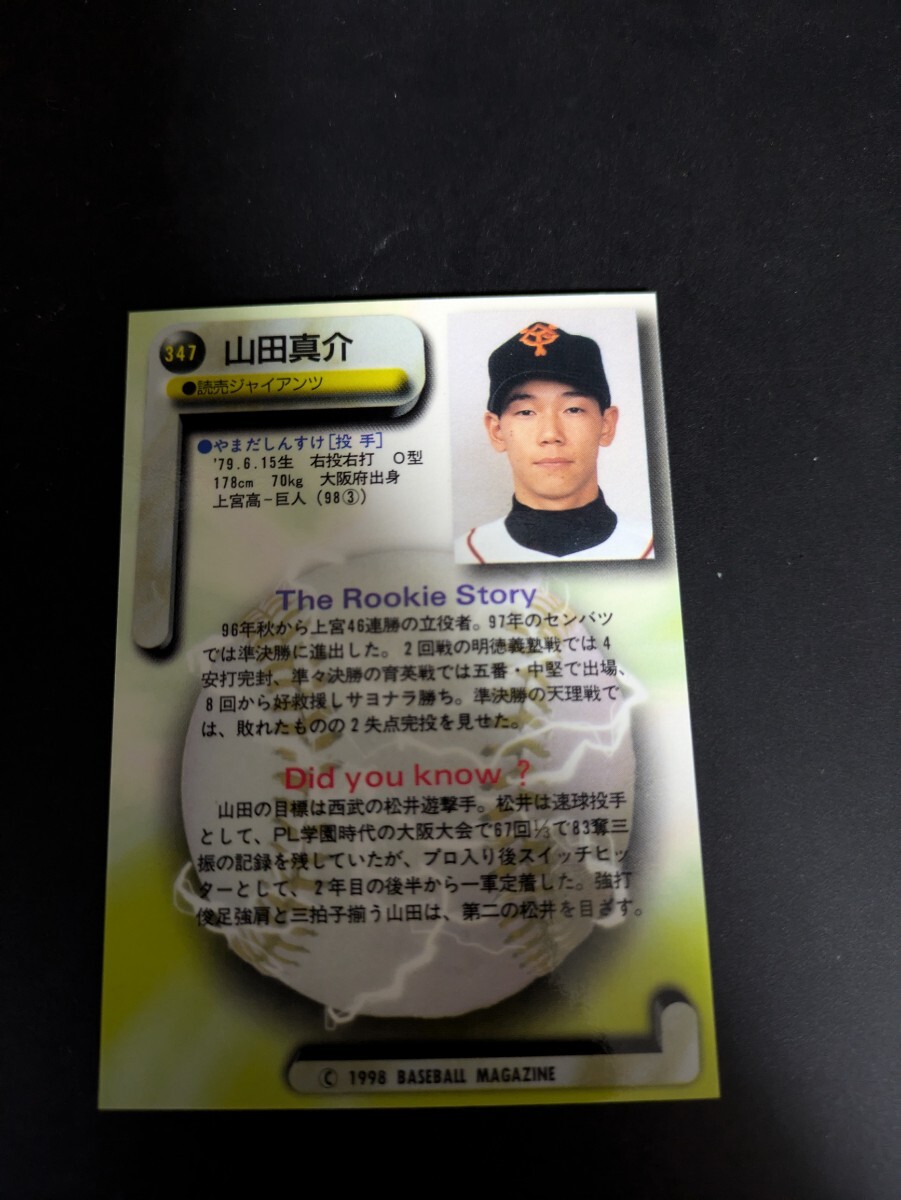 347 山田真介
●読売ジャイアンツ
●やまだしんすけ[投 手]
'79.6.15生 右投右打 O型
178cm 70kg 大阪府出身
上宮高-巨人(98③)
The Rookie Story
96年秋から上宮46連勝の立役者。97年のセンバツ
では準決勝に進出した。2回戦の明徳義塾戦では4
安打完封、準々決勝の育英戦では五番・中堅で出場、
8回から好救援しサヨナラ勝ち。準決勝の天理戦で
は、敗れたものの2失点完投を見せた。
Did you know ?
山田の目標は西武の松井遊撃手。松井は速球投手
として、PL学園時代の大阪大会で67回⅓で83奪三
振の記録を残していたが、プロ入り後スイッチヒッ
ターとして、2年目の後半から一軍定着した。強打
俊足強肩と三拍子揃う山田は、第二の松井を目ざす。
© 1998 BASEBALL MAGAZINE